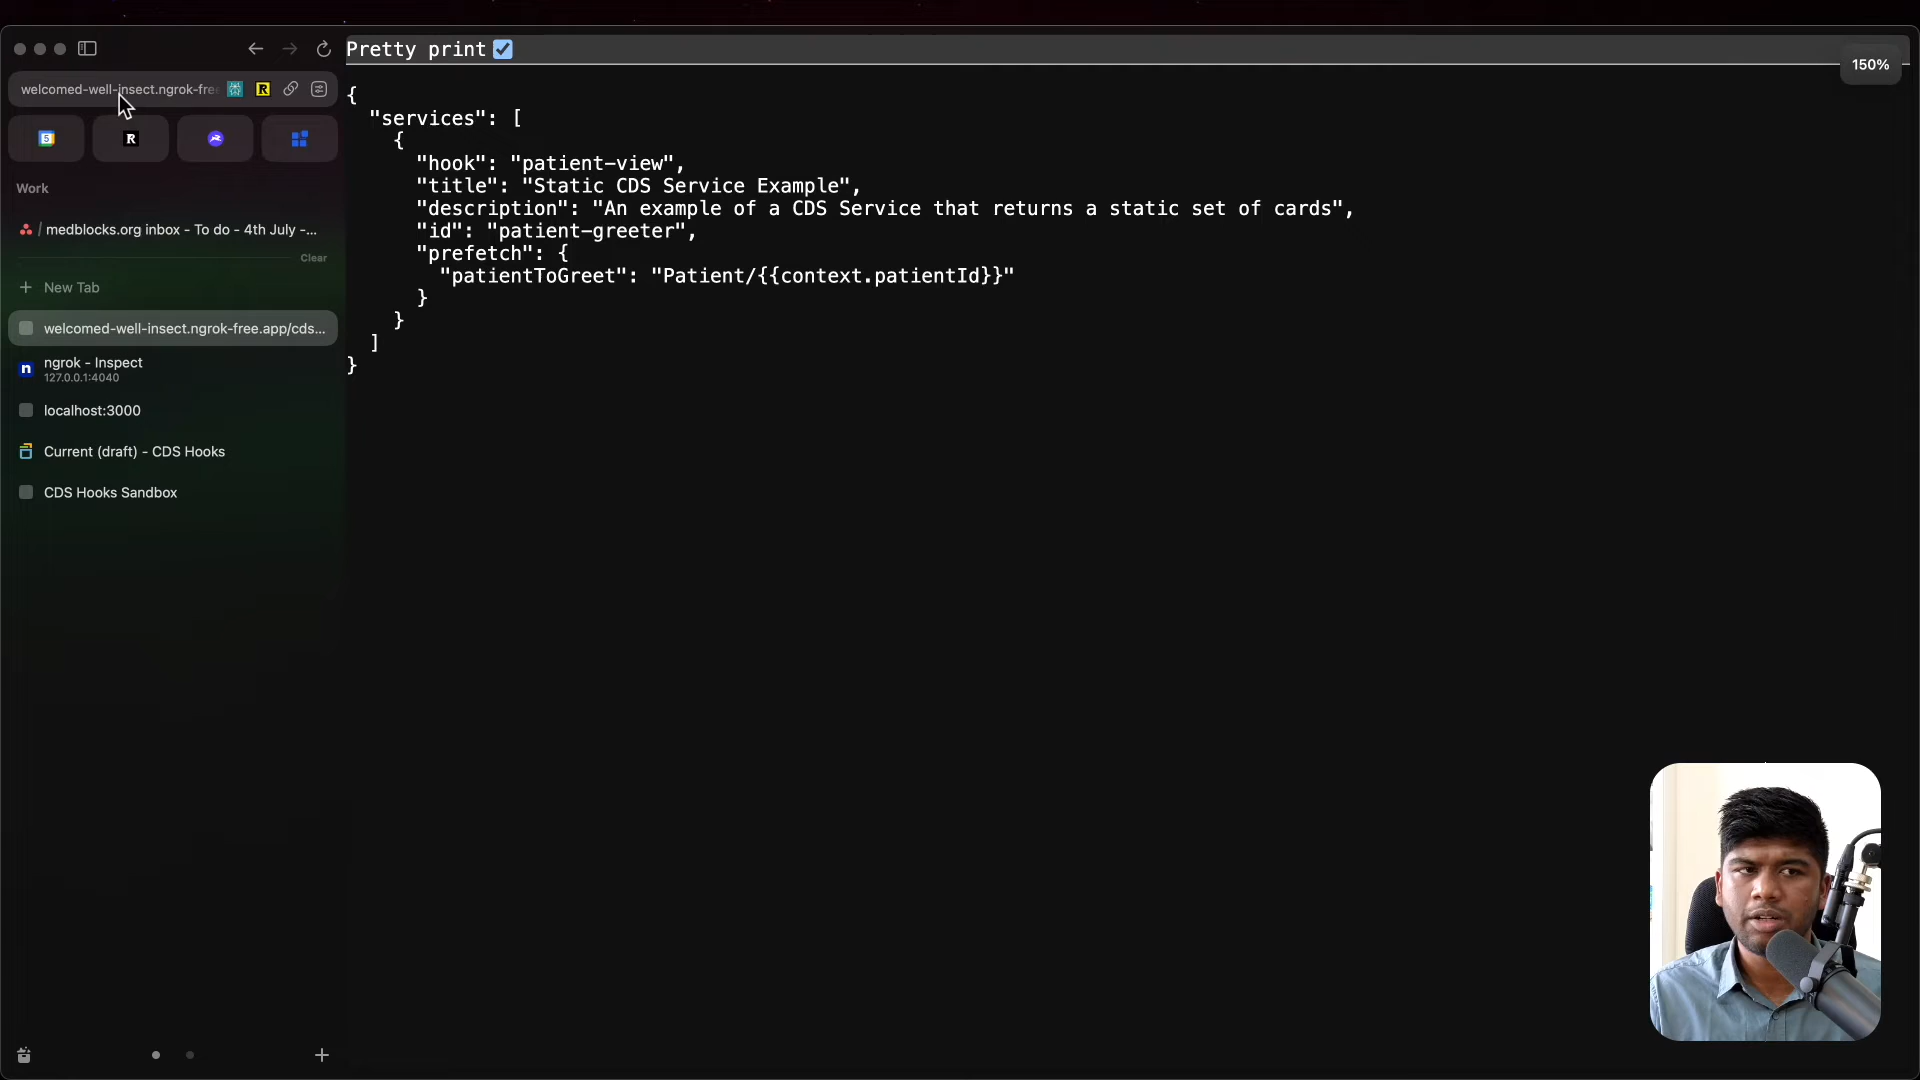 Pretty print
150%
welcomed-well-insect.ngrok-free
5
R
R
Work
/ medblocks.org inbox - To do - 4th July -...
Clear
New Tab
welcomed-well-insect.ngrok-free.app/cds...
n
ngrok - Inspect
127.0.0.1:4040
localhost:3000
Current (draft) - CDS Hooks
CDS Hooks Sandbox
{
"services": [
{
"hook": "patient-view",
"title": "Static CDS Service Example",
"description": "An example of a CDS Service that returns a static set of cards",
"id": "patient-greeter",
"prefetch": {
"patientToGreet": "Patient/{{context.patientId}}"
}
}
]
}